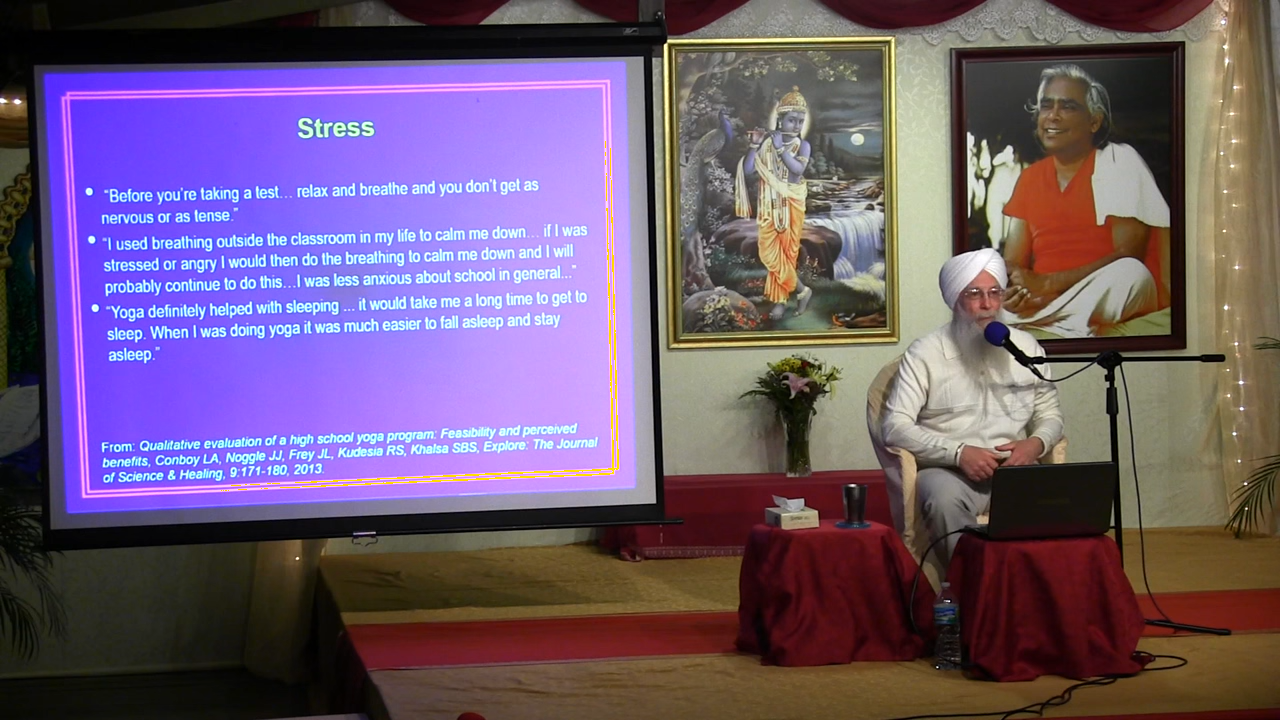 Stress
• “Before you're taking a test… relax and breathe and you don't get as
nervous or as tense.”
• “I used breathing outside the classroom in my life to calm me down… if I was
stressed or angry I would then do the breathing to calm me down and I will
probably continue to do this…I was less anxious about school in general...”
• “Yoga definitely helped with sleeping ... it would take me a long time to get to
sleep. When I was doing yoga it was much easier to fall asleep and stay
asleep.”
From: Qualitative evaluation of a high school yoga program: Feasibility and perceived
benefits, Conboy LA, Noggle JJ, Frey JL, Kudesia RS, Khalsa SBS, Explore: The Journal
of Science & Healing, 9:171-180, 2013.